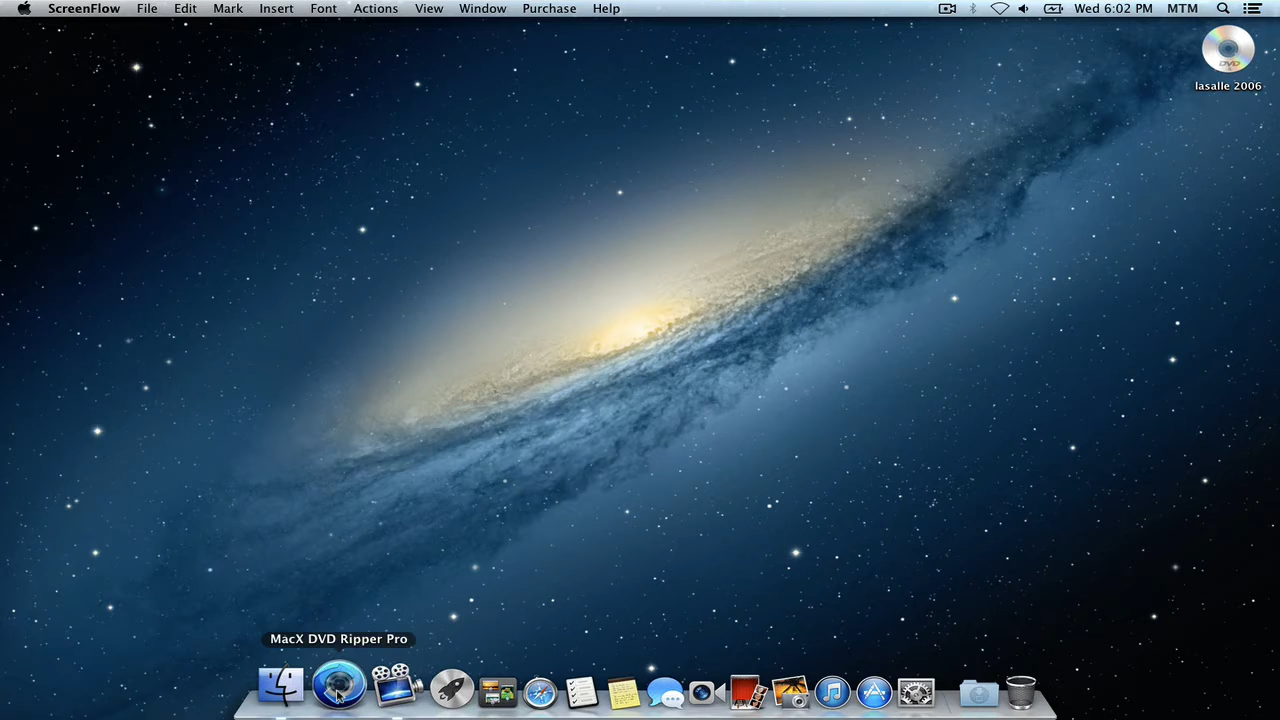 ScreenFlow File Edit Mark Insert Font Actions View Window Purchase Help Wed 6:02 PM MTM
DVD
lasalle 2006
MacX DVD Ripper Pro